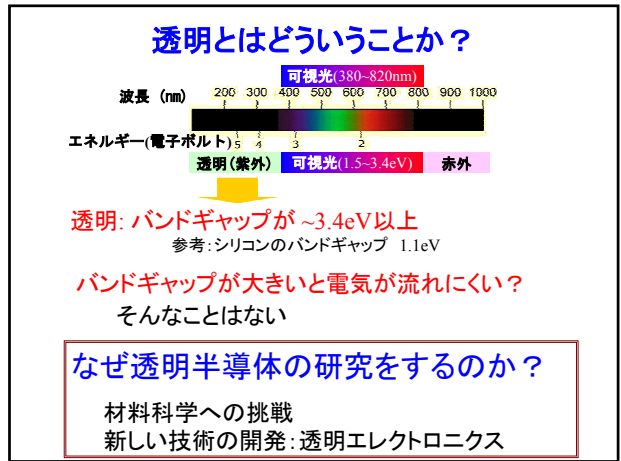 透明とはどういうことか？
可視光(380~820nm)
波長 (nm) 200 300 400 500 600 700 800 900 1000
エネルギー(電子ボルト) 5 4 3 2
透明(紫外) 可視光(1.5~3.4eV) 赤外
透明: バンドギャップが ~3.4eV以上
参考:シリコンのバンドギャップ 1.1eV
バンドギャップが大きいと電気が流れにくい？
そんなことはない
なぜ透明半導体の研究をするのか？
材料科学への挑戦
新しい技術の開発:透明エレクトロニクス